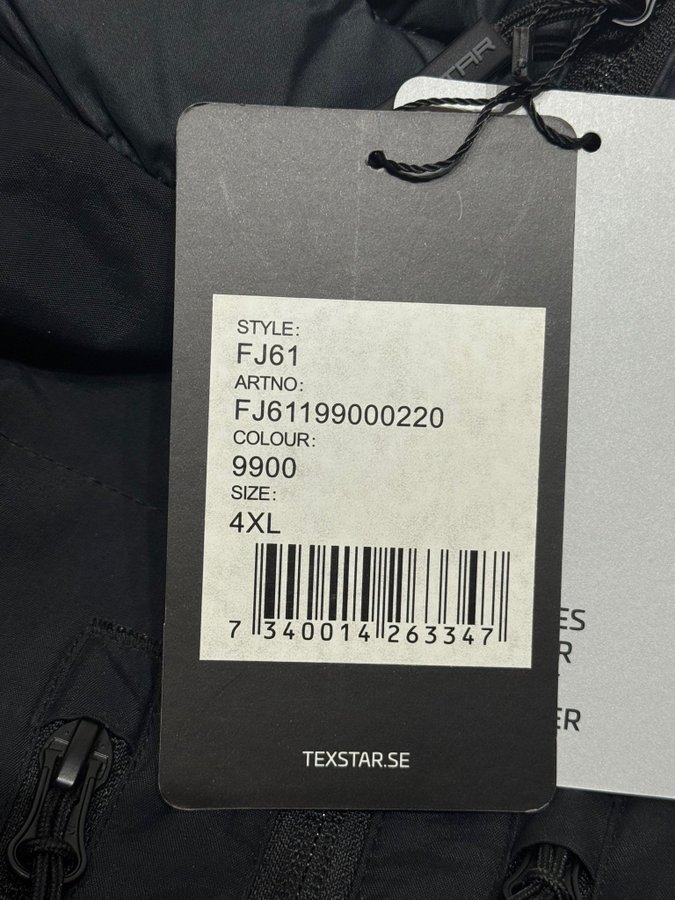 STYLE:
FJ61
ARTNO:
FJ61199000220
COLOUR:
9900
SIZE:
4XL
7 340014 263347
TEXSTAR.SE